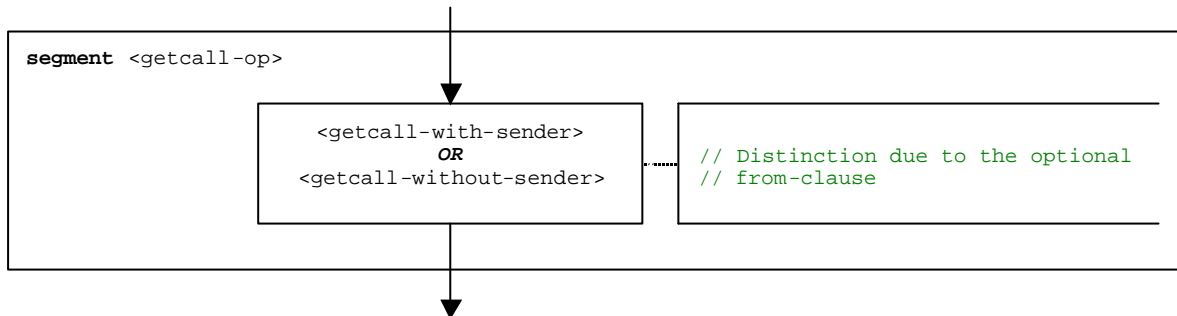 segment <getcall-op>
<getcall-with-sender>
OR
<getcall-without-sender>
// Distinction due to the optional
// from-clause